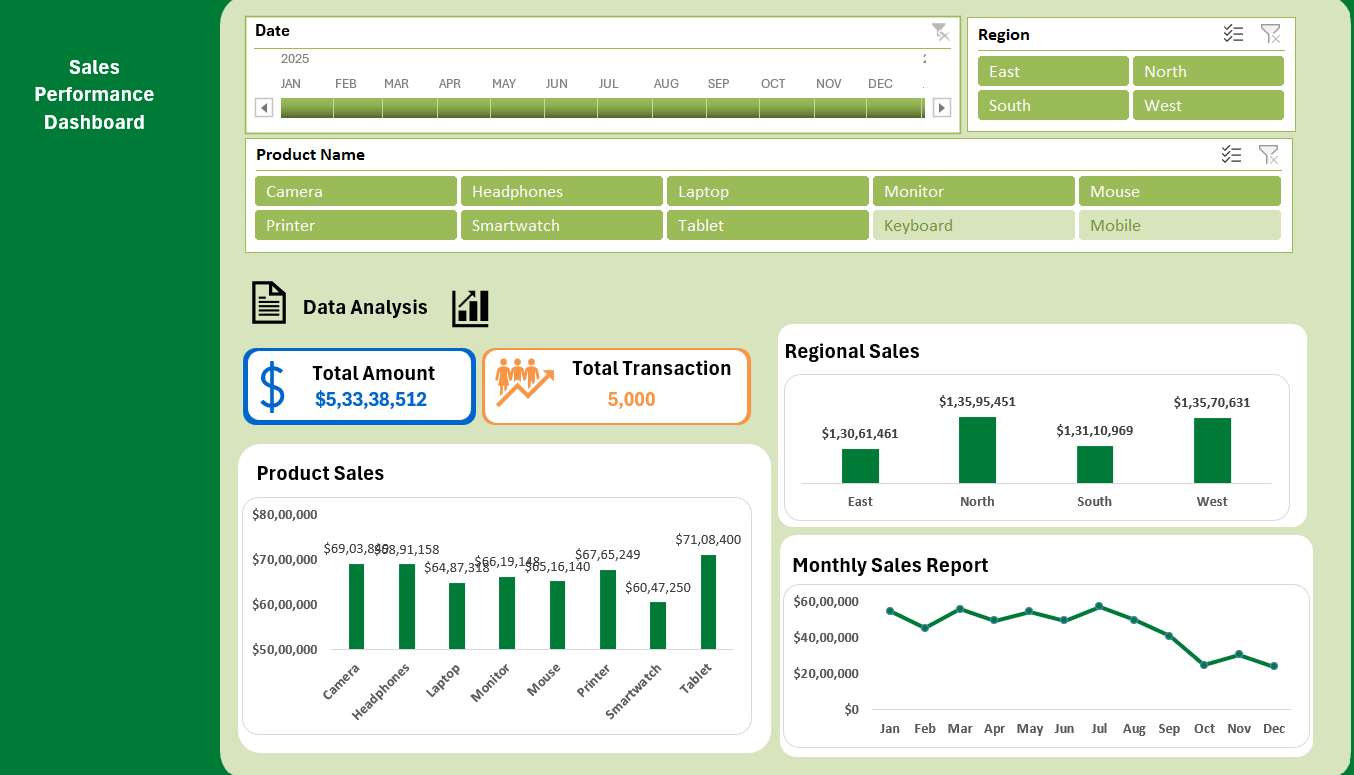 Sales
Performance
Dashboard
Date
2025
JAN FEB MAR APR MAY JUN JUL AUG SEP OCT NOV DEC
Region
East North
South West
Product Name
Camera Headphones Laptop Monitor Mouse
Printer Smartwatch Tablet Keyboard Mobile
Data Analysis
Total Amount
$5,33,38,512
Total Transaction
5,000
Regional Sales
$1,30,61,461 $1,35,95,451 $1,31,10,969 $1,35,70,631
East North South West
Product Sales
$80,00,000
$70,00,000
$60,00,000
$50,00,000
$68,91,158 $64,87,318 $66,19,148 $65,16,140 $67,65,249 $60,47,250 $71,08,400
Camera Headphones Laptop Monitor Mouse Printer Smartwatch Tablet
Monthly Sales Report
$60,00,000
$40,00,000
$20,00,000
$0
Jan Feb Mar Apr May Jun Jul Aug Sep Oct Nov Dec